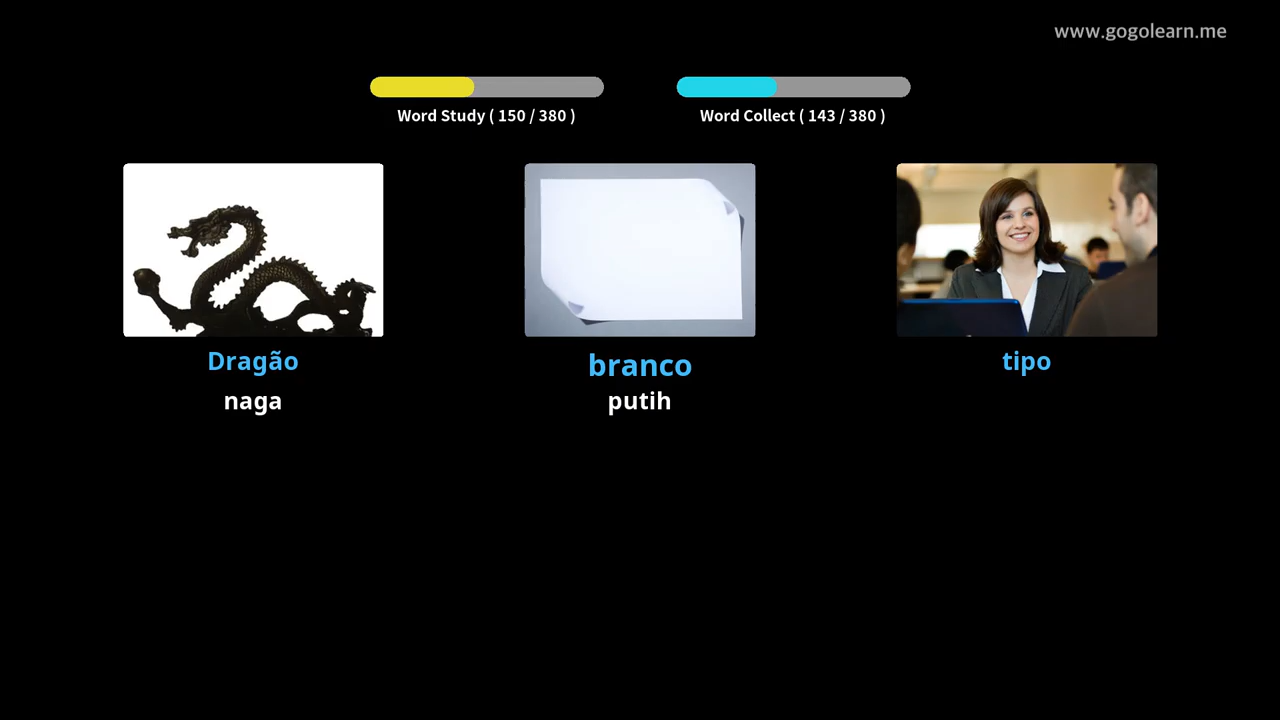 www.gogolearn.me
Word Study ( 150 / 380 )
Word Collect ( 143 / 380 )
Dragão
branco
tipo
naga
putih